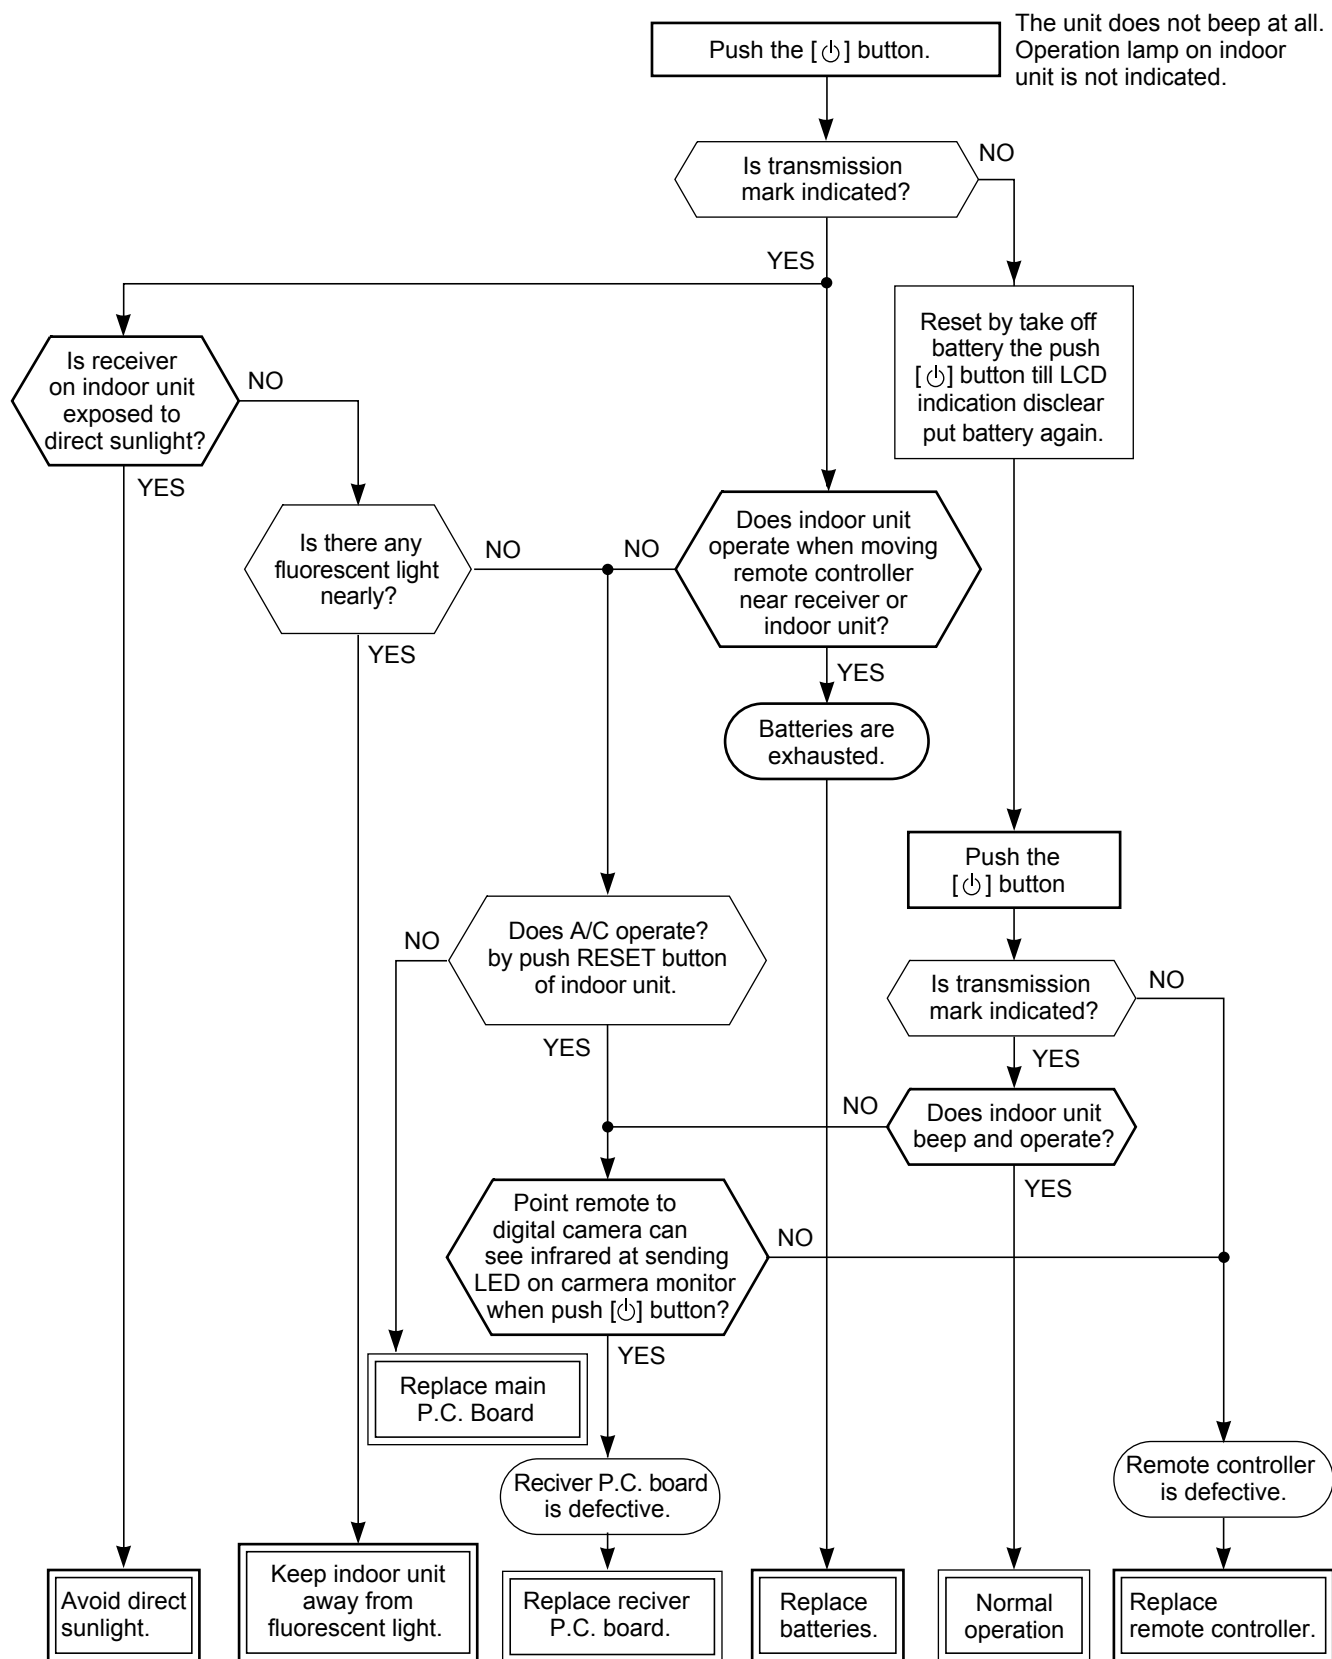 The unit does not beep at all.
Operation lamp on indoor
unit is not indicated.
Push the [⏻] button.
Is transmission
mark indicated?
NO
YES
Reset by take off
battery the push
[⏻] button till LCD
indication disclear
put battery again.
Is receiver
on indoor unit
exposed to
direct sunlight?
NO
YES
Is there any
fluorescent light
nearly?
NO
YES
NO
Does indoor unit
operate when moving
remote controller
near receiver or
indoor unit?
YES
Batteries are
exhausted.
Push the
[⏻] button
NO
Does A/C operate?
by push RESET button
of indoor unit.
YES
Is transmission
mark indicated?
NO
YES
NO
Does indoor unit
beep and operate?
YES
Point remote to
digital camera can
see infrared at sending
LED on carmera monitor
when push [⏻] button?
NO
YES
Replace main
P.C. Board
Reciver P.C. board
is defective.
Remote controller
is defective.
Avoid direct
sunlight.
Keep indoor unit
away from
fluorescent light.
Replace reciver
P.C. board.
Replace
batteries.
Normal
operation
Replace
remote controller.